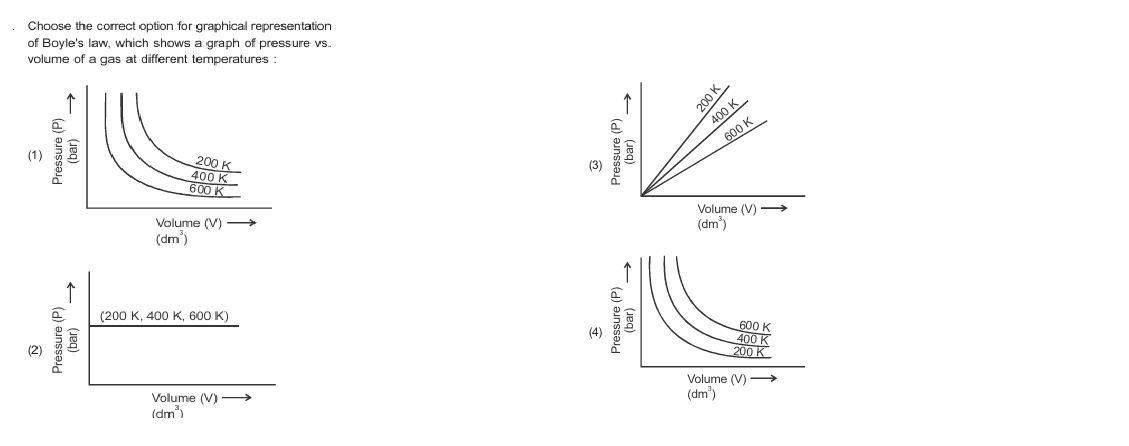 . Choose the correct option for graphical representation
of Boyle's law, which shows a graph of pressure vs.
volume of a gas at different temperatures :
(1)
Pressure (P)
(bar)
200 K
400 K
600 K
Volume (V)
(dm³)
(2)
Pressure (P)
(bar)
(200 K, 400 K, 600 K)
Volume (V)
(dm³)
(3)
Pressure (P)
(bar)
200 K
400 K
600 K
Volume (V)
(dm³)
(4)
Pressure (P)
(bar)
600 K
400 K
200 K
Volume (V)
(dm³)